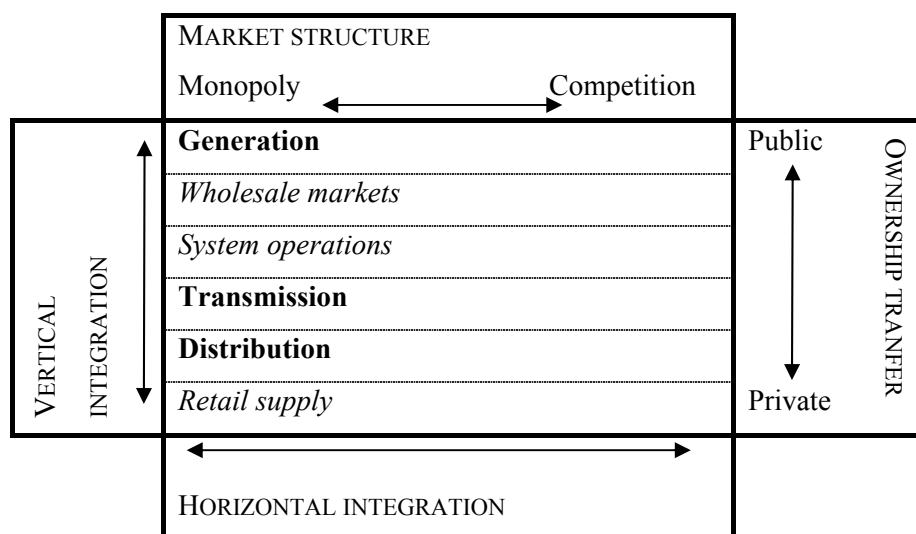 MARKET STRUCTURE
Monopoly Competition
Generation Public
Wholesale markets
System operations
Transmission
Distribution
Retail supply Private
VERTICAL
INTEGRATION
OWNERSHIP TRANFER
HORIZONTAL INTEGRATION